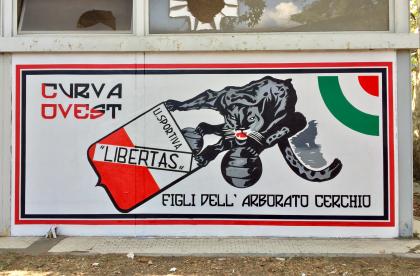 CURVA
OVEST
U. SPORTIVA
"LIBERTAS"
FIGLI DELL' ARBORATO CERCHIO